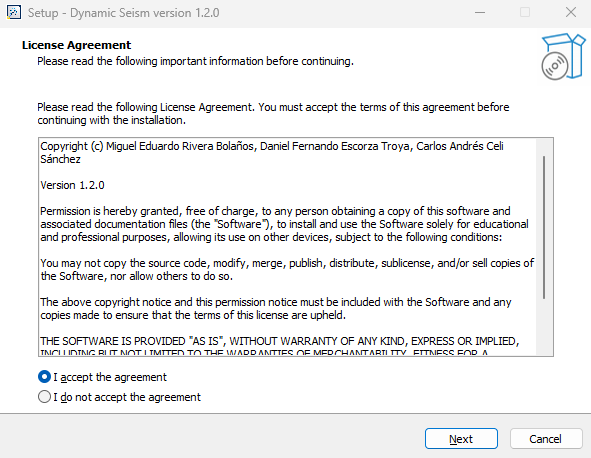 Setup - Dynamic Seism version 1.2.0
License Agreement
Please read the following important information before continuing.
Please read the following License Agreement. You must accept the terms of this agreement before
continuing with the installation.
Copyright (c) Miguel Eduardo Rivera Bolaños, Daniel Fernando Escorza Troya, Carlos Andrés Celi
Sánchez
Version 1.2.0
Permission is hereby granted, free of charge, to any person obtaining a copy of this software and
associated documentation files (the "Software"), to install and use the Software solely for educational
and professional purposes, allowing its use on other devices, subject to the following conditions:
You may not copy the source code, modify, merge, publish, distribute, sublicense, and/or sell copies of
the Software, nor allow others to do so.
The above copyright notice and this permission notice must be included with the Software and any
copies made to ensure that the terms of this license are upheld.
THE SOFTWARE IS PROVIDED "AS IS", WITHOUT WARRANTY OF ANY KIND, EXPRESS OR IMPLIED,
INCLUDING BUT NOT LIMITED TO THE WARRANTIES OF MERCHANTABILITY, FITNESS FOR A
I accept the agreement
I do not accept the agreement
Next
Cancel